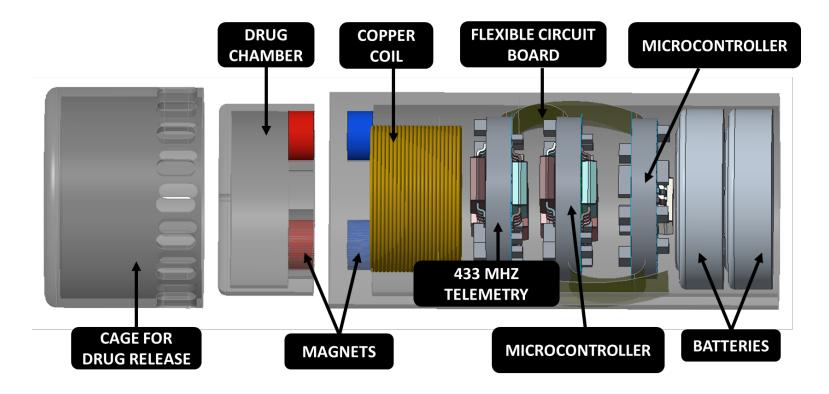 DRUG
CHAMBER
COPPER
COIL
FLEXIBLE CIRCUIT
BOARD
MICROCONTROLLER
433 MHZ
TELEMETRY
CAGE FOR
DRUG RELEASE
MAGNETS
MICROCONTROLLER
BATTERIES